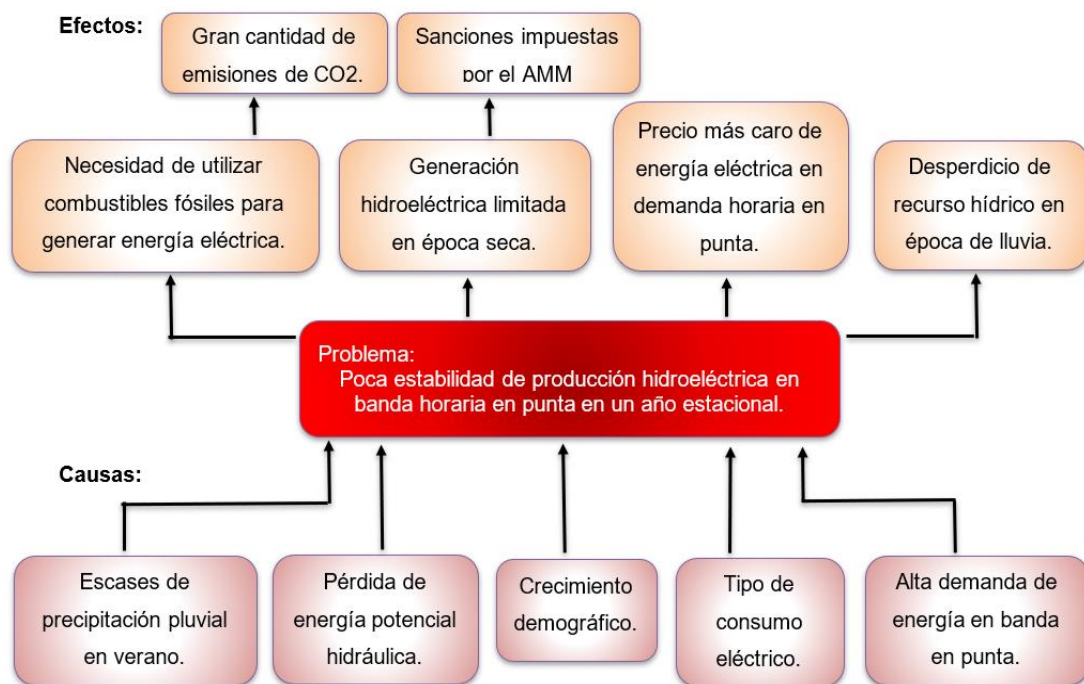 Efectos:
Gran cantidad de
emisiones de CO2.
Sanciones impuestas
por el AMM
Necesidad de utilizar
combustibles fósiles para
generar energía eléctrica.
Generación
hidroeléctrica limitada
en época seca.
Precio más caro de
energía eléctrica en
demanda horaria en
punta.
Desperdicio de
recurso hídrico en
época de lluvia.
Problema:
Poca estabilidad de producción hidroeléctrica en
banda horaria en punta en un año estacional.
Causas:
Escases de
precipitación pluvial
en verano.
Pérdida de
energía potencial
hidráulica.
Crecimiento
demográfico.
Tipo de
consumo
eléctrico.
Alta demanda de
energía en banda
en punta.